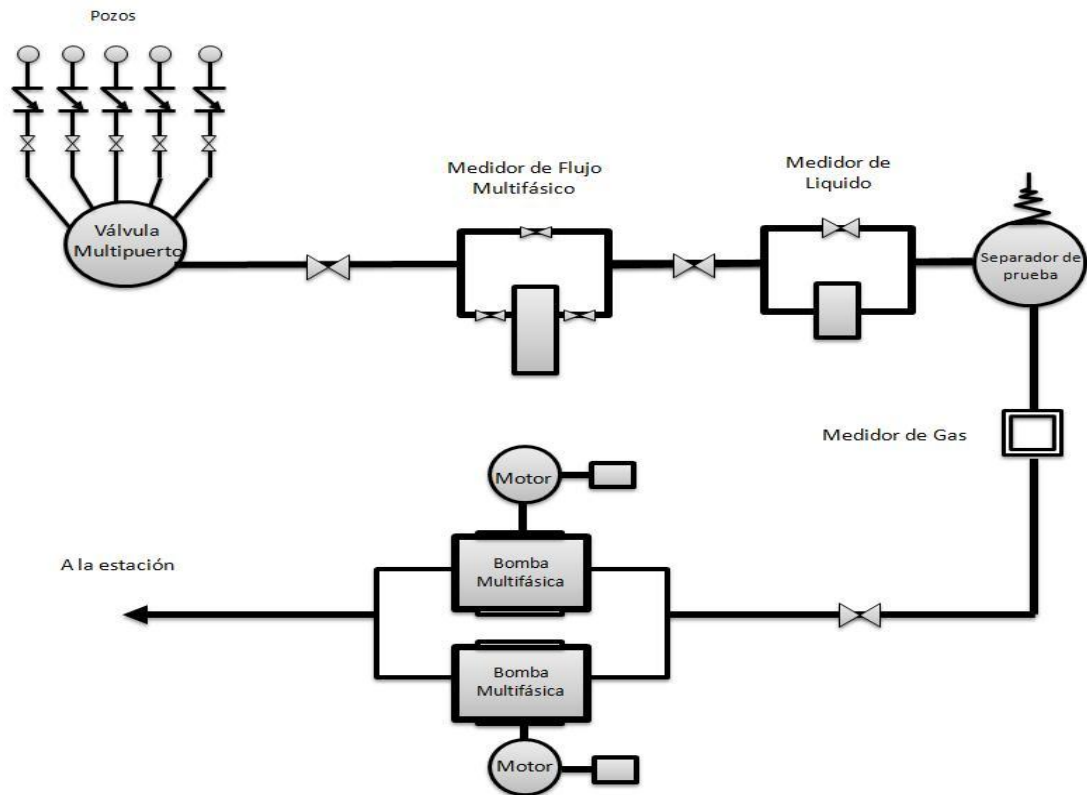 Pozos
Válvula
Multipuerto
Medidor de Flujo
Multifásico
Medidor de
Liquido
Separador de
prueba
Medidor de Gas
Motor
Bomba
Multifásica
A la estación
Bomba
Multifásica
Motor